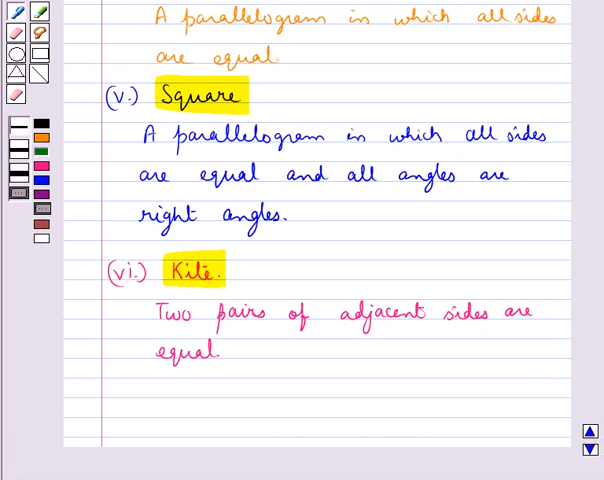 A parallelogram in which all sides
are equal.
(v.) Square
A parallelogram in which all sides
are equal and all angles are
right angles.
(vi.) Kite.
Two pairs of adjacent sides are
equal